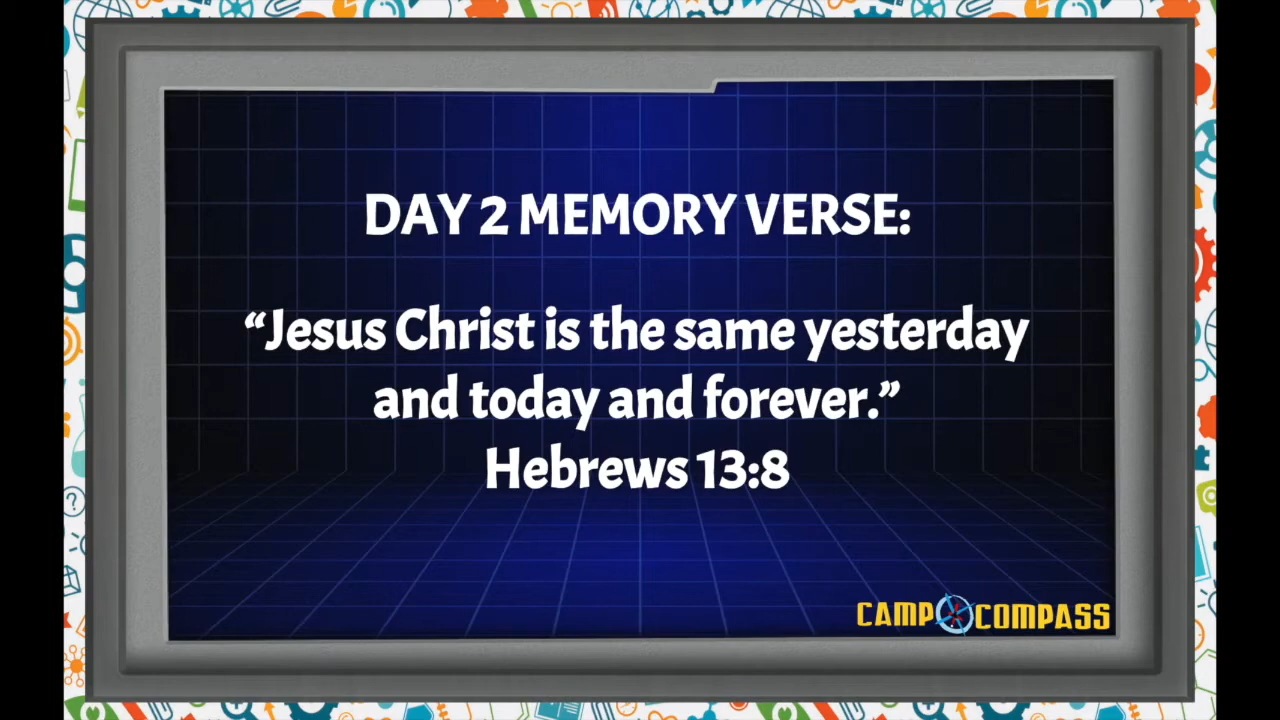 DAY 2 MEMORY VERSE:
“Jesus Christ is the same yesterday
and today and forever.”
Hebrews 13:8
CAMP COMPASS